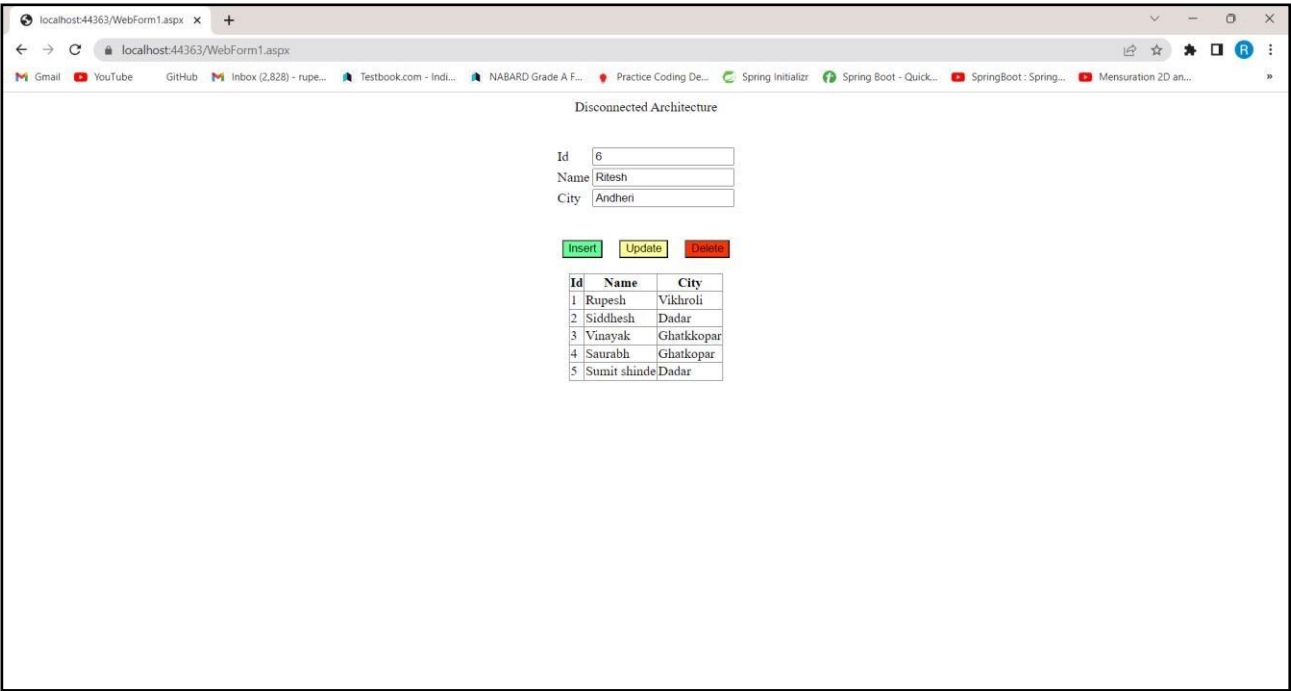 localhost:44363/WebForm1.aspx
localhost:44363/WebForm1.aspx R
Gmail YouTube GitHub Inbox (2,828) - rupe... Testbook.com - Indi... NABARD Grade A F... Practice Coding De... Spring Initializr Spring Boot - Quick... SpringBoot : Spring... Mensuration 2D an... »
Disconnected Architecture
Id 6
Name Ritesh
City Andheri
Insert Update Delete
Id Name City
1 Rupesh Vikhroli
2 Siddhesh Dadar
3 Vinayak Ghatkkopar
4 Saurabh Ghatkopar
5 Sumit shinde Dadar